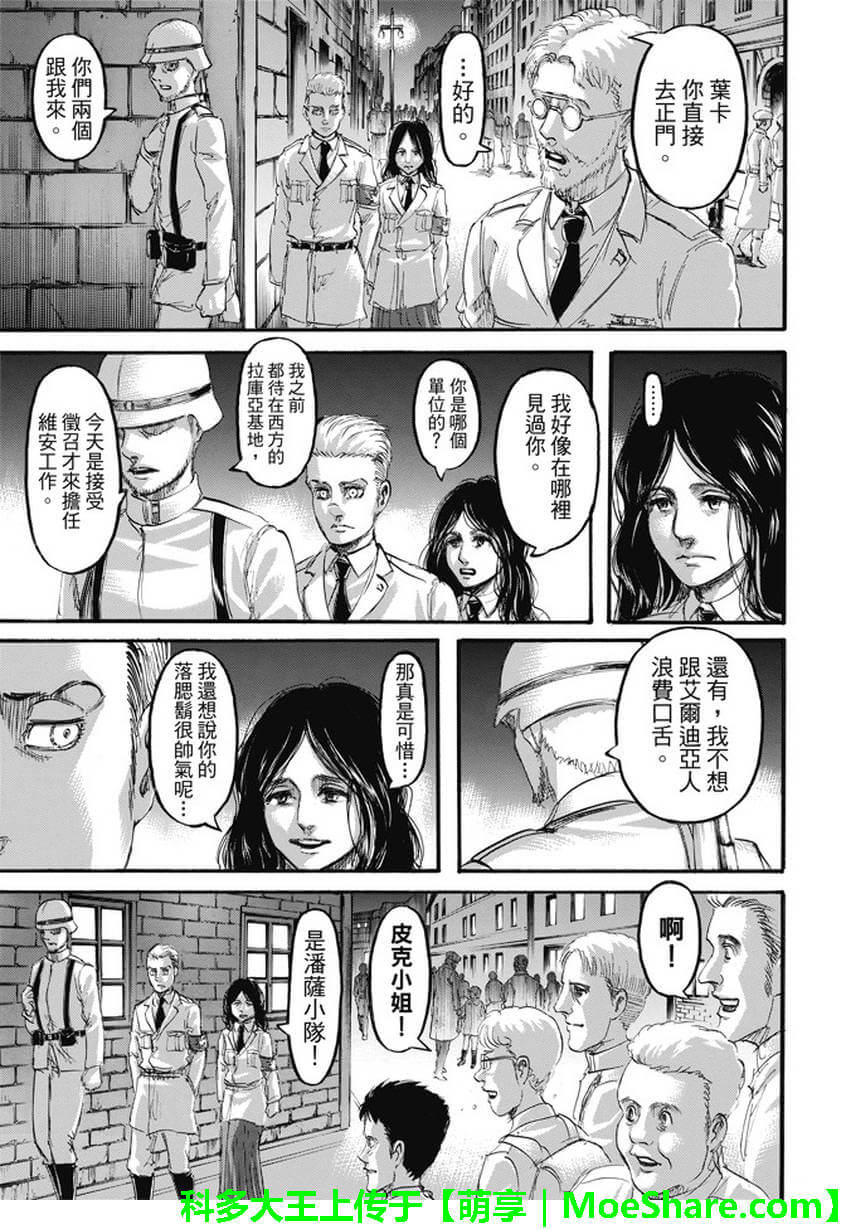 葉卡
你直接
去正門。
…好的。
你們兩個
跟我來。
……
我好像在哪裡
見過你。
你是哪個
單位的？
我之前
都待在西方的
拉庫亞基地，
今天是接受
徵召才來擔任
維安工作。
還有，我不想
跟艾爾迪亞人
浪費口舌。
那真是可惜…
我還想說你的
落腮鬍很帥氣呢…
啊！
皮克小姐！
是潘薩小隊！
科多大王上传于【萌享｜MoeShare.com】